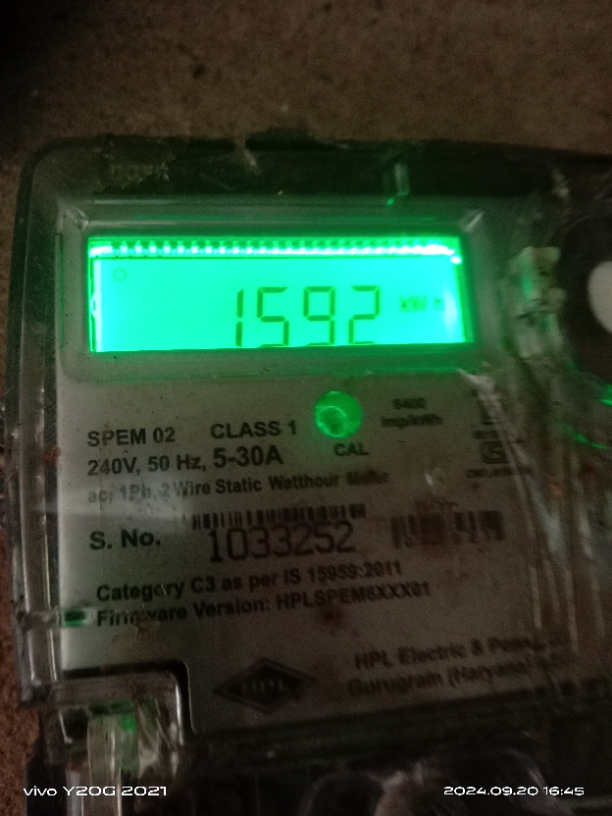 1592 kWh
SPEM 02 CLASS 1
240V, 50 Hz, 5-30A CAL
imp/kWh
ac, 1Ph, 2 Wire Static Watthour Meter
S. No. 1033252
Category C3 as per IS 15959:2011
Firmware Version: HPLSPEM6XXX01
HPL
HPL Electric &
Gurugram (Haryana)
vivo Y20G 2021
2024.09.20 16:45